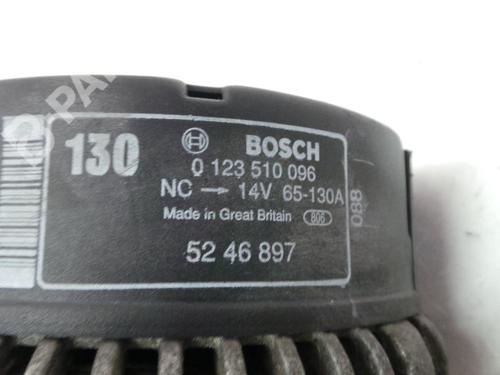 130
BOSCH
0 123 510 096
NC → 14V 65-130A
Made in Great Britain 806
088
52 46 897